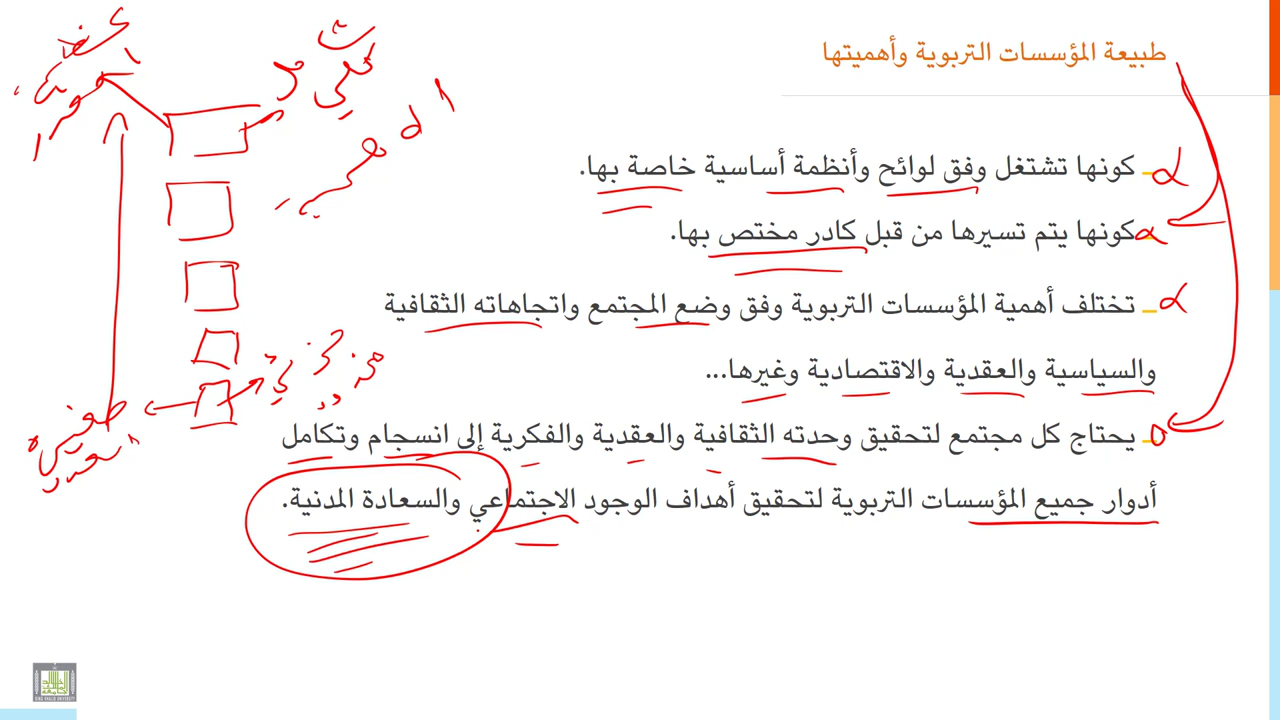 طبيعة المؤسسات التربوية وأهميتها
_ كونها تشتغل وفق لوائح وأنظمة أساسية خاصة بها.
_ كونها يتم تسيرها من قبل كادر مختص بها.
_ تختلف أهمية المؤسسات التربوية وفق وضع المجتمع واتجاهاته الثقافية
والسياسية والعقدية والاقتصادية وغيرها...
_ يحتاج كل مجتمع لتحقيق وحدته الثقافية والعقدية والفكرية إلى انسجام وتكامل
أدوار جميع المؤسسات التربوية لتحقيق أهداف الوجود الاجتماعي والسعادة المدنية.